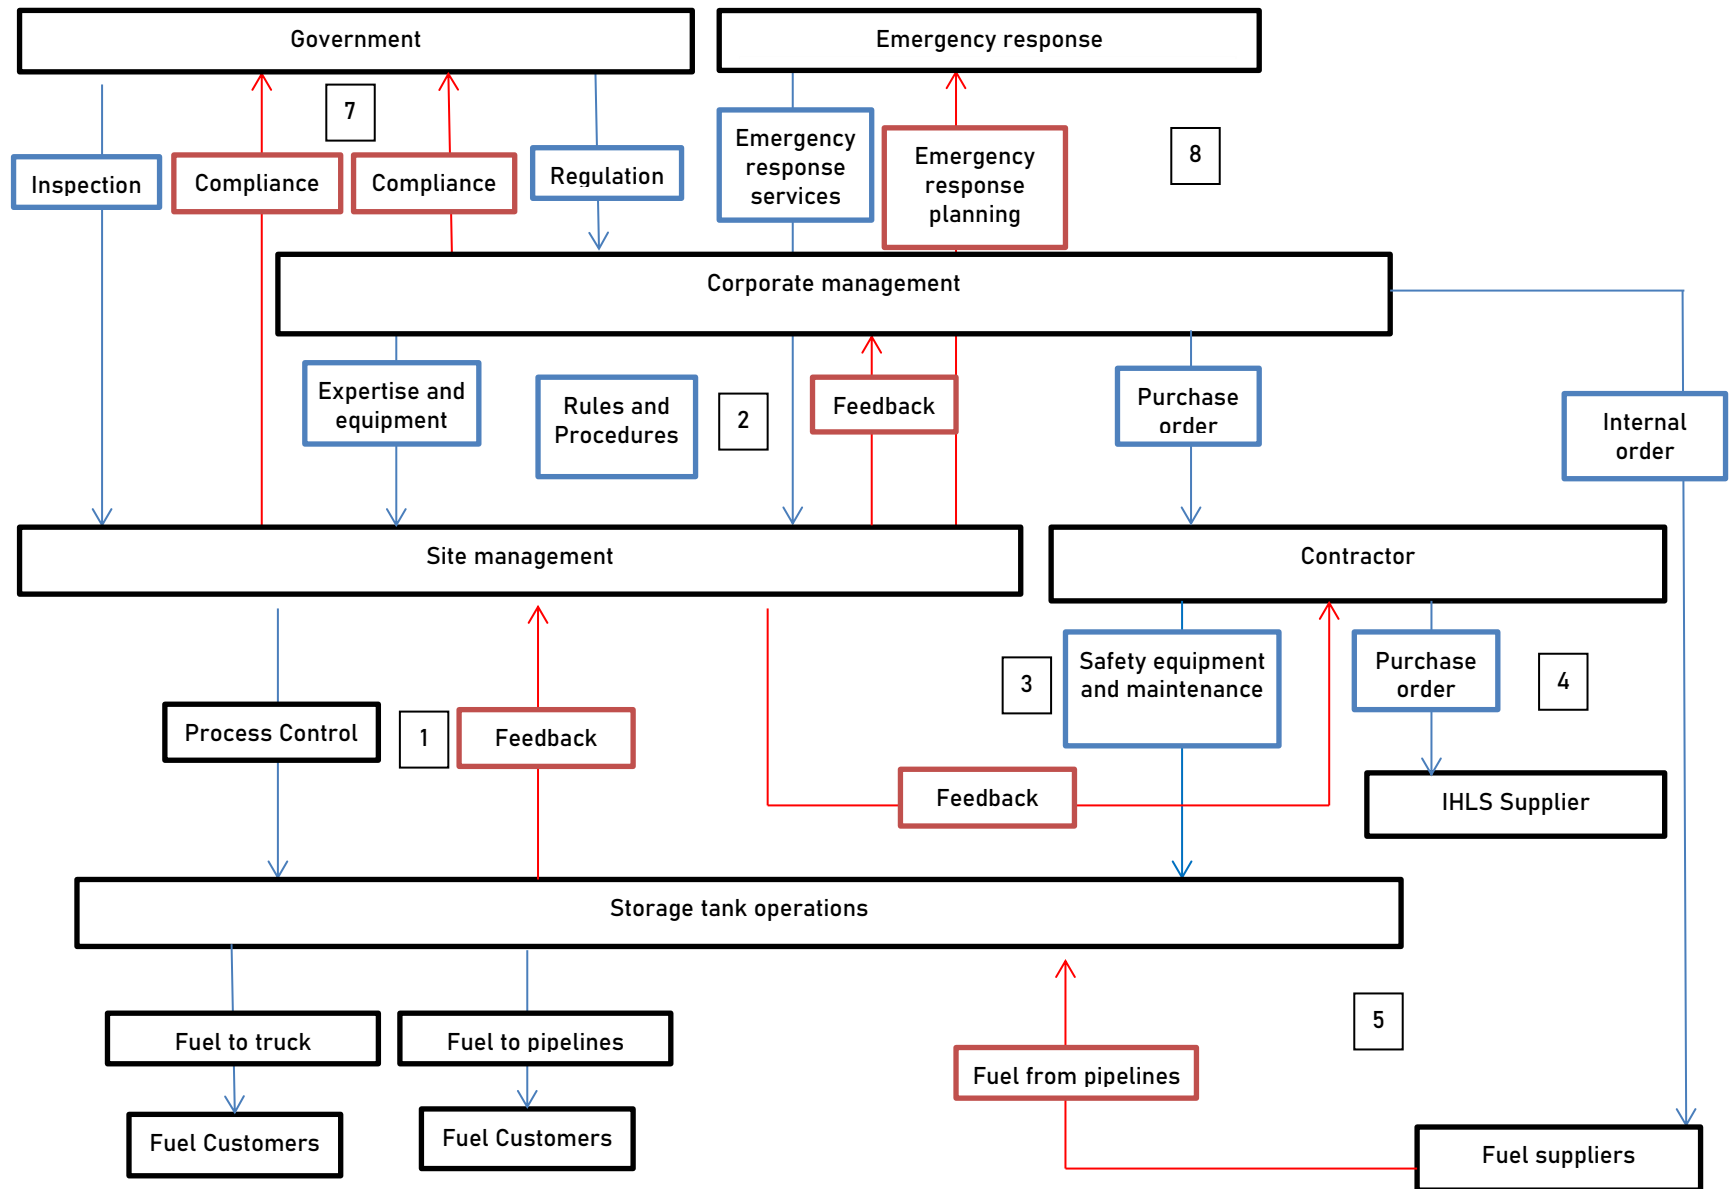 Government
Emergency response
7
8
Inspection
Compliance
Compliance
Regulation
Emergency
response
services
Emergency
response
planning
Corporate management
Expertise and
equipment
Rules and
Procedures
2
Feedback
Purchase
order
Internal
order
Site management
Contractor
Process Control
1
Feedback
3
Safety equipment
and maintenance
Purchase
order
4
Feedback
IHLS Supplier
Storage tank operations
Fuel to truck
Fuel to pipelines
5
Fuel from pipelines
Fuel Customers
Fuel Customers
Fuel suppliers